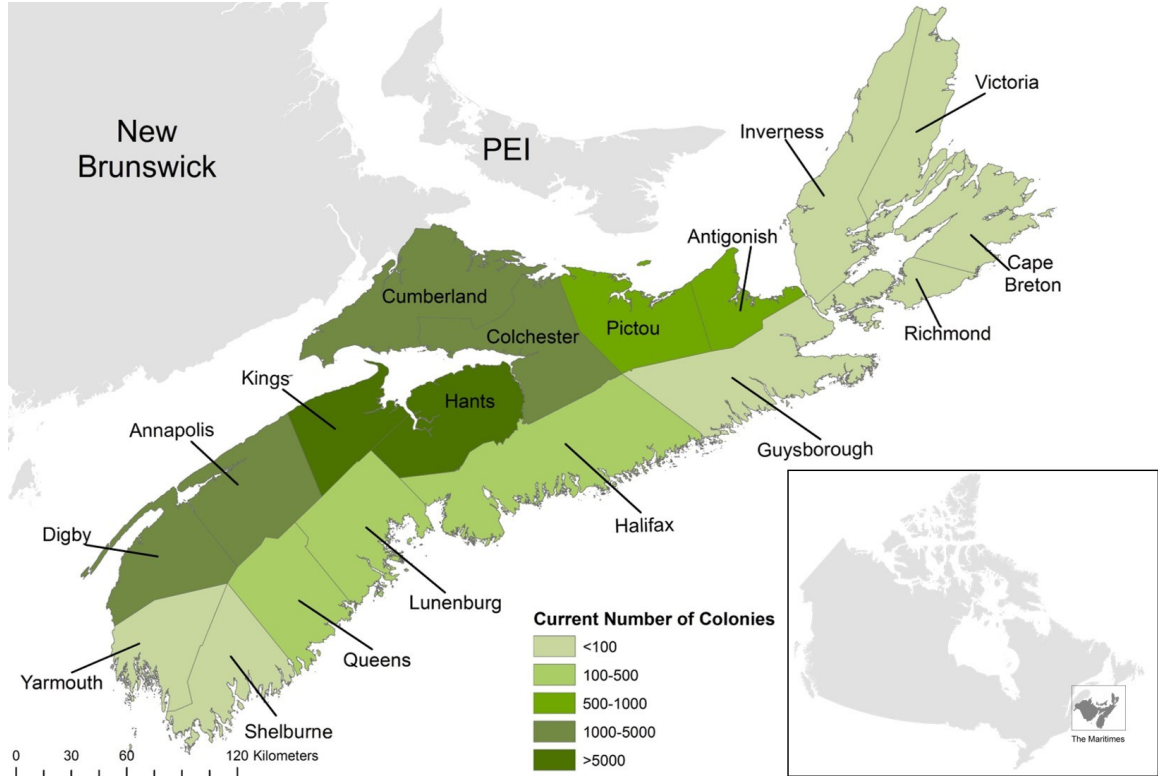 New
Brunswick
PEI
Victoria
Inverness
Antigonish
Cape
Breton
Richmond
Cumberland
Colchester
Pictou
Kings
Hants
Annapolis
Guysborough
Digby
Halifax
Lunenburg
Queens
Yarmouth
Shelburne
0 30 60 120 Kilometers
Current Number of Colonies
<100
100-500
500-1000
1000-5000
>5000
The Maritimes